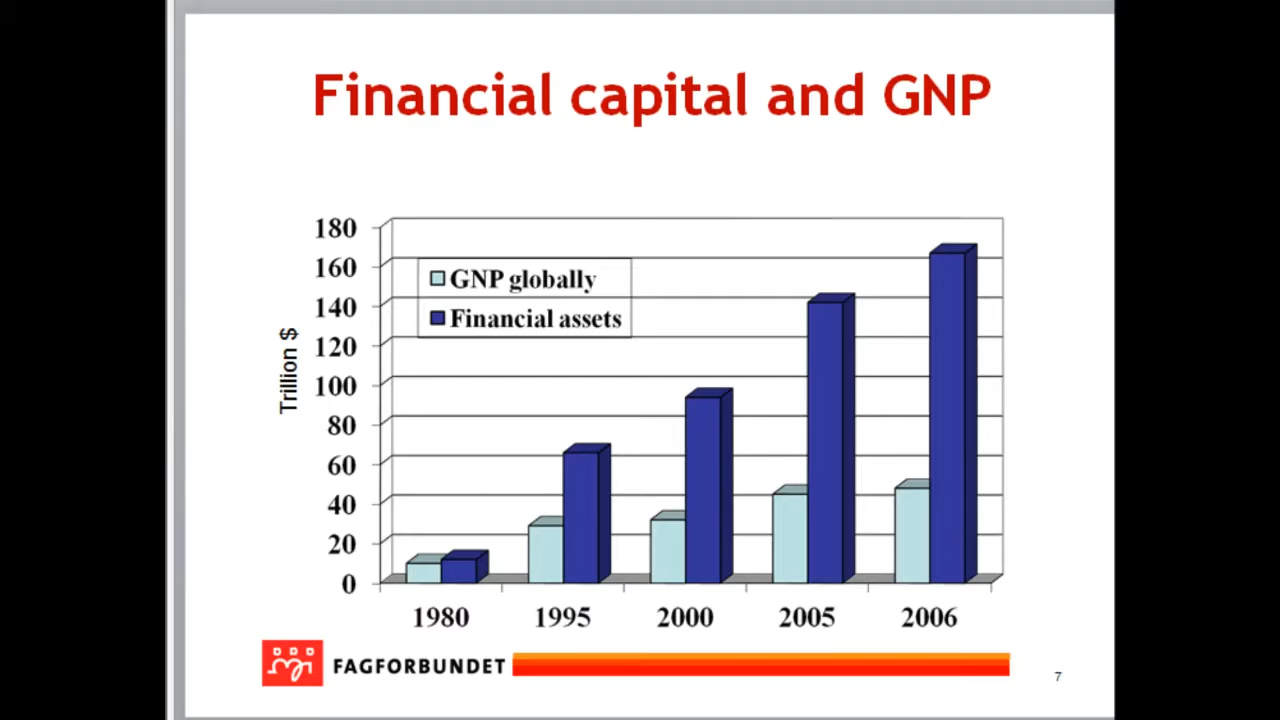 Financial capital and GNP
180
160
140
120
100
80
60
40
20
0
Trillion $
GNP globally
Financial assets
1980 1995 2000 2005 2006
FAGFORBUNDET
7